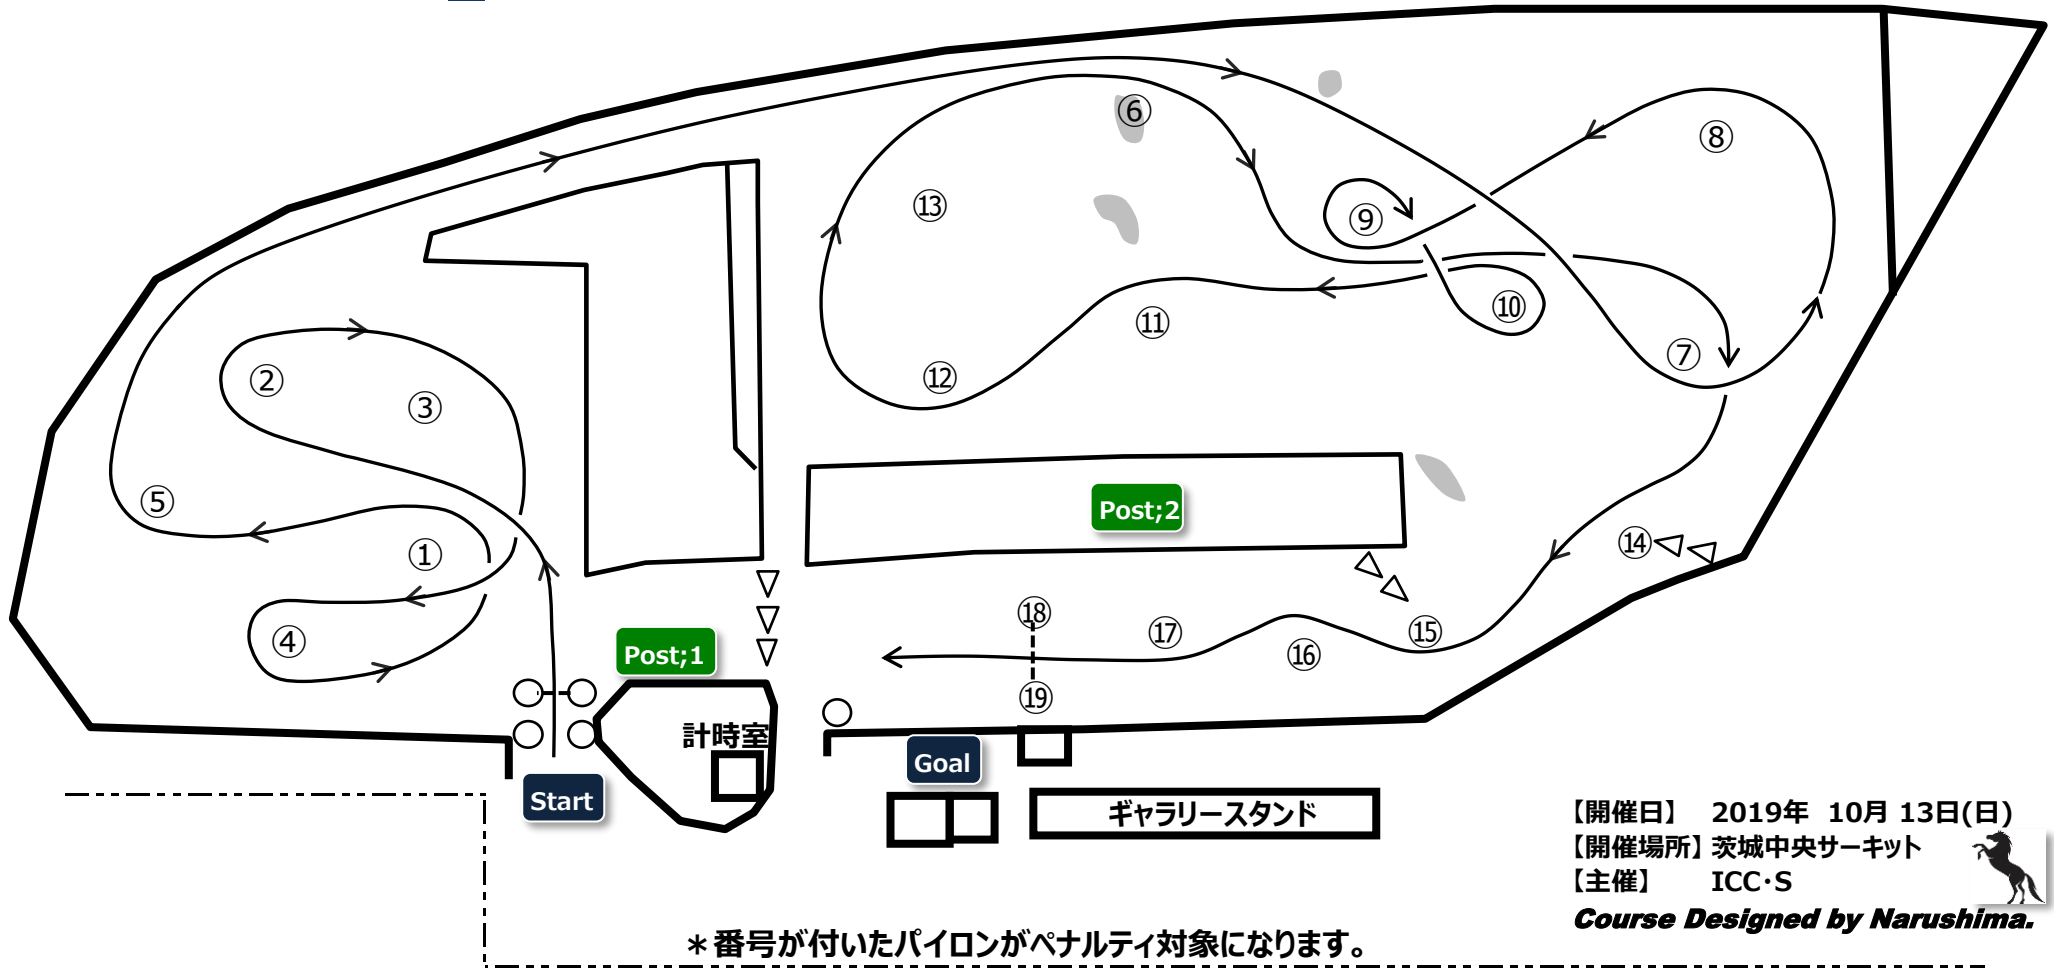 ⑥
⑧
⑬
⑨
⑩
⑪
⑦
②
⑫
③
⑤
Post;2
①
⑭
⑱
⑰
⑮
④
Post;1
⑯
⑲
計時室
Goal
Start
ギャラリースタンド
【開催日】 2019年 10月 13日(日)
【開催場所】 茨城中央サーキット
【主催】 ICC・S
Course Designed by Narushima.
＊番号が付いたパイロンがペナルティ対象になります。